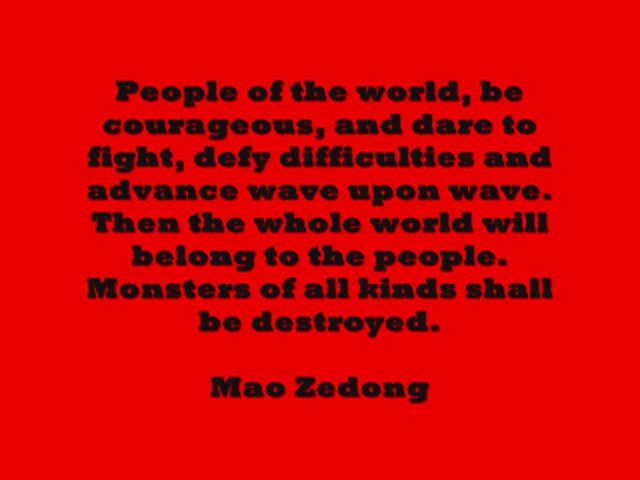 People of the world, be
courageous, and dare to
fight, defy difficulties and
advance wave upon wave.
Then the whole world will
belong to the people.
Monsters of all kinds shall
be destroyed.
Mao Zedong